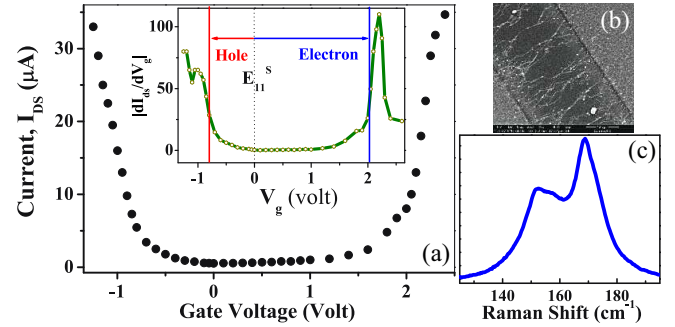 (a)
(b)
(c)
Current, I_DS (μA)
30
20
10
0
-1
0
1
2
Gate Voltage (Volt)
|dI_ds/dV_g|
100
50
0
Hole
Electron
E_11^S
-1
0
1
2
V_g (volt)
140
160
180
Raman Shift (cm⁻¹)